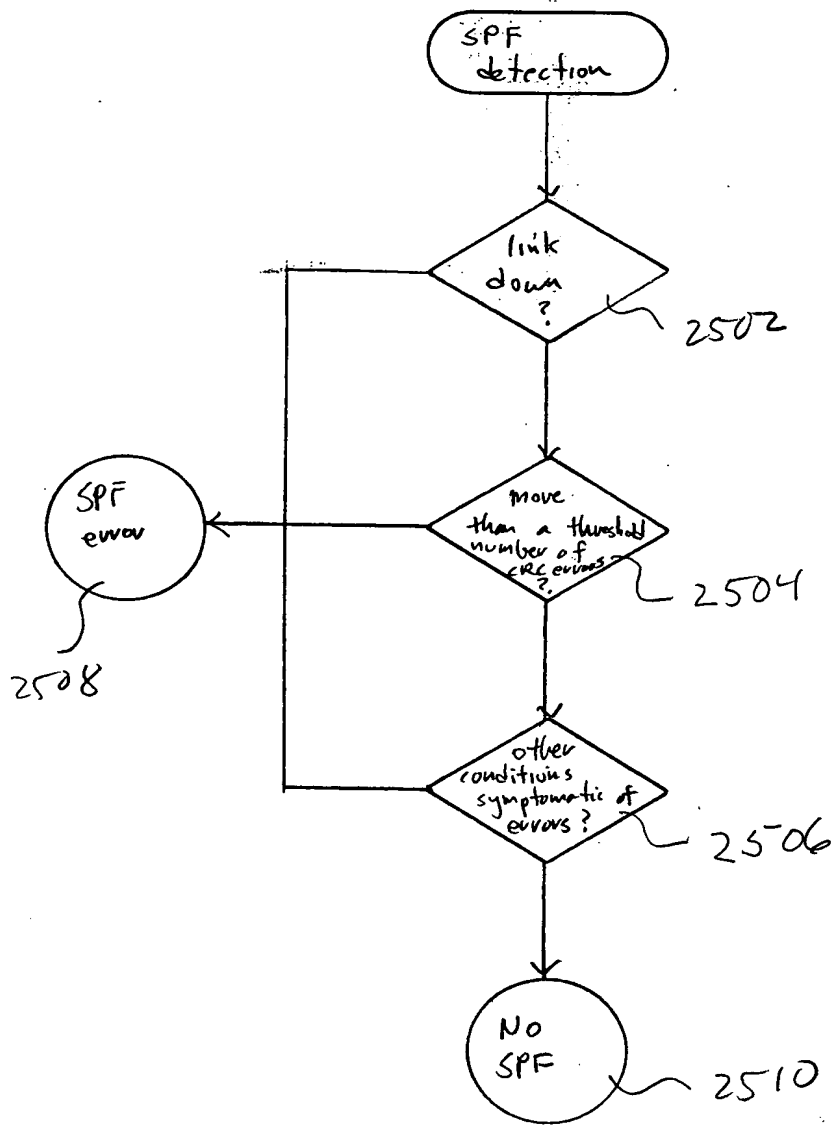 SPF
detection
link
down
?
2502
more
than a threshold
number of
CRC errors
?
2504
SPF
error
2508
other
conditions
symptomatic of
errors?
2506
No
SPF
2510